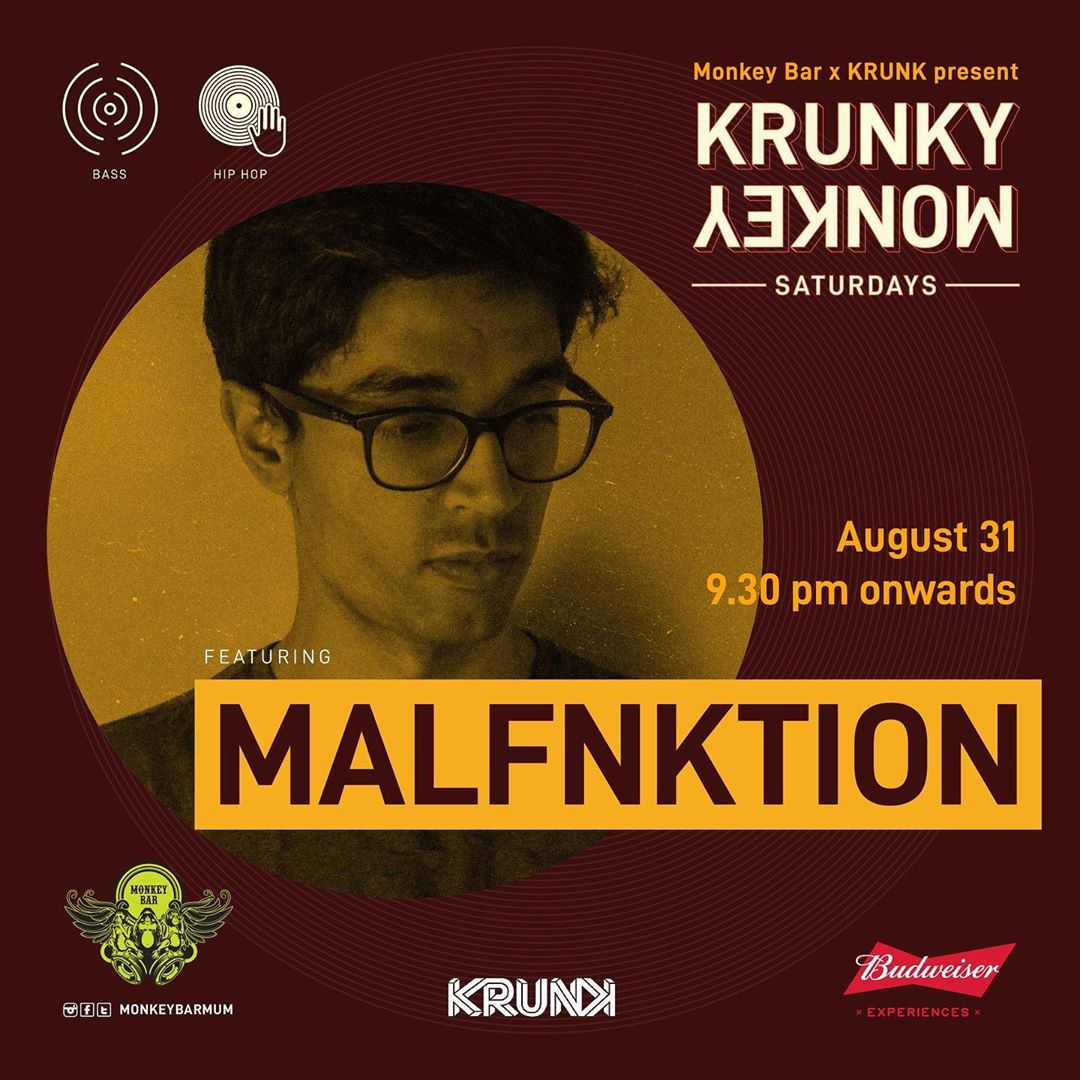 BASS
HIP HOP
Monkey Bar x KRUNK present
KRUNKY
MONKEY
SATURDAYS
August 31
9.30 pm onwards
FEATURING
MALFNKTION
MONKEY
BAR
MONKEYBARMUM
KRUNK
Budweiser
× EXPERIENCES ×